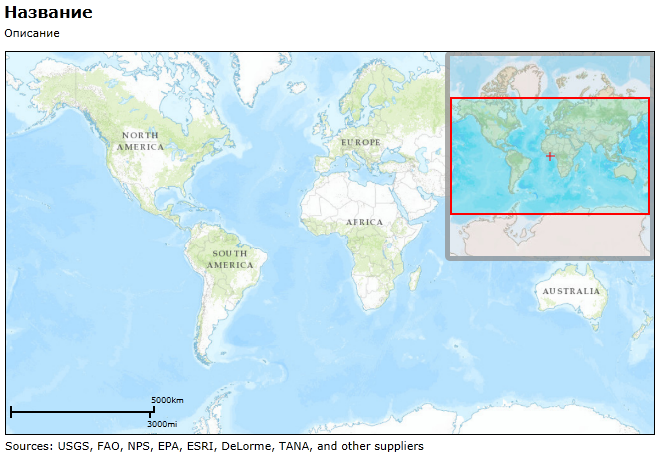 Название
Описание
NORTH
AMERICA
EUROPE
AFRICA
SOUTH
AMERICA
AUSTRALIA
5000km
3000mi
Sources: USGS, FAO, NPS, EPA, ESRI, DeLorme, TANA, and other suppliers